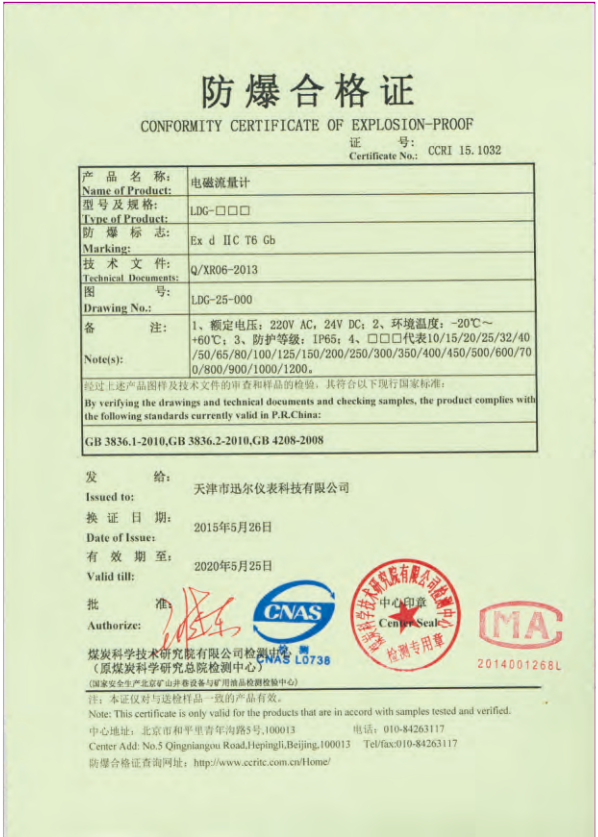 防爆合格证
CONFORMITY CERTIFICATE OF EXPLOSION-PROOF
证 号:
Certificate No.: CCRI 15.1032
产 品 名 称:
Name of Product:
电磁流量计
型号及规格:
Type of Product:
LDG-□□□
防 爆 标 志:
Marking:
Ex d ⅡC T6 Gb
技 术 文 件:
Technical Documents:
Q/XR06-2013
图 号:
Drawing No.:
LDG-25-000
备 注:
Note(s):
1、额定电压: 220V AC, 24V DC; 2、环境温度: -20℃～
+60℃; 3、防护等级: IP65; 4、□□□代表10/15/20/25/32/40
/50/65/80/100/125/150/200/250/300/350/400/450/500/600/70
0/800/900/1000/1200。
经过上述产品图样及技术文件的审查和样品的检验, 其符合以下现行国家标准:
By verifying the drawings and technical documents and checking samples, the product complies with
the following standards currently valid in P.R.China:
GB 3836.1-2010,GB 3836.2-2010,GB 4208-2008
发 给:
Issued to:
天津市迅尔仪表科技有限公司
换 证 日 期:
Date of Issue:
2015年5月26日
有 效 期 至:
Valid till:
2020年5月25日
批 准:
Authorize:
CNAS
检 测
CNAS L0738
中心印章
Center Seal
检测专用章
MA
2014001268L
煤炭科学技术研究院有限公司检测中心
(原煤炭科学研究总院检测中心)
(国家安全生产北京矿山井巷设备与矿用油品检测检验中心)
注: 本证仅对与送检样品一致的产品有效。
Note: This certificate is only valid for the products that are in accord with samples tested and verified.
中心地址: 北京市和平里青年沟路5号,100013 电话: 010-84263117
Center Add: No.5 Qingniangou Road,Hepingli,Beijing,100013 Tel/fax:010-84263117
防爆合格证查询网址: http://www.ccritc.com.cn/Home/